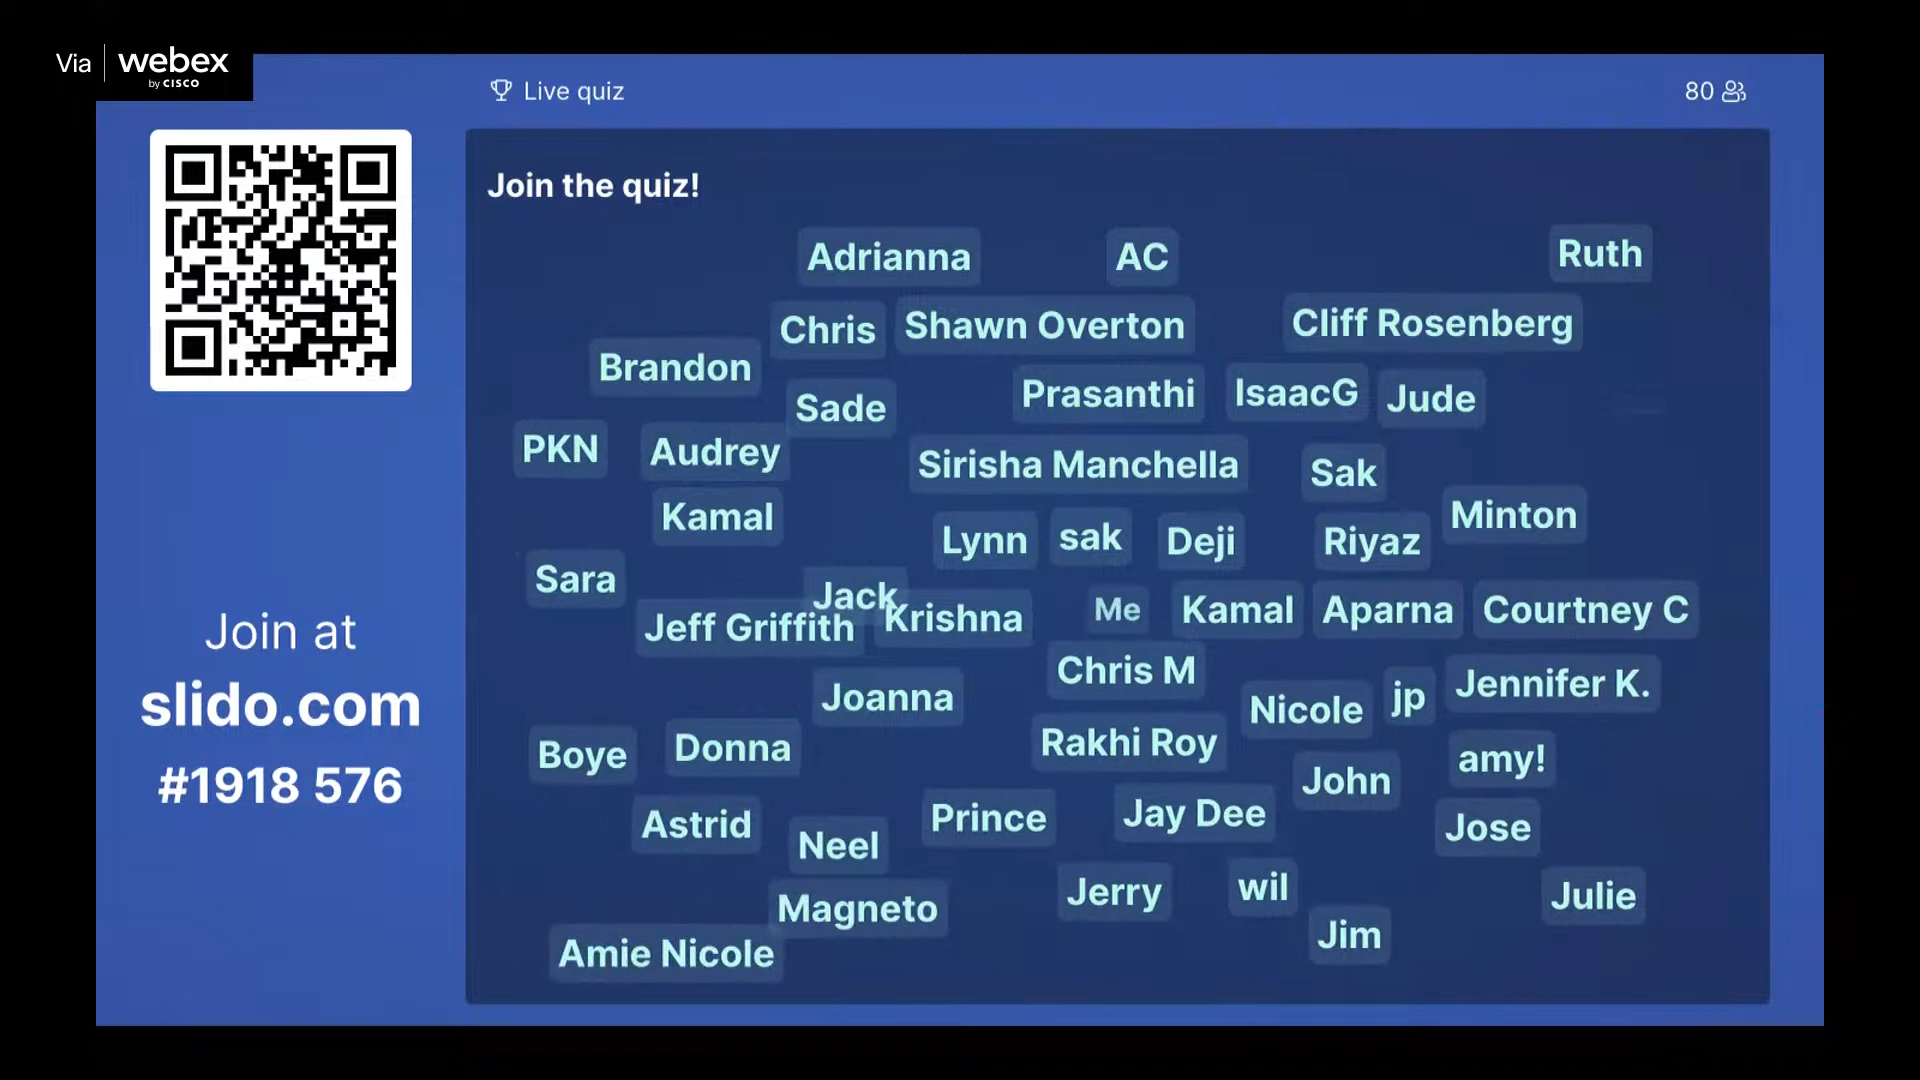 Via webex
by CISCO
Live quiz
80
Join the quiz!
Adrianna
AC
Ruth
Chris
Shawn Overton
Cliff Rosenberg
Brandon
Prasanthi
IsaacG
Jude
Sade
PKN
Audrey
Sirisha Manchella
Sak
Kamal
Minton
Lynn
sak
Deji
Riyaz
Sara
Jack
Jeff Griffith
Krishna
Me
Kamal
Aparna
Courtney C
Chris M
Jennifer K.
Joanna
Nicole
jp
Boye
Donna
Rakhi Roy
amy!
John
Astrid
Prince
Jay Dee
Jose
Neel
Magneto
Jerry
wil
Julie
Jim
Amie Nicole
Join at
slido.com
#1918 576